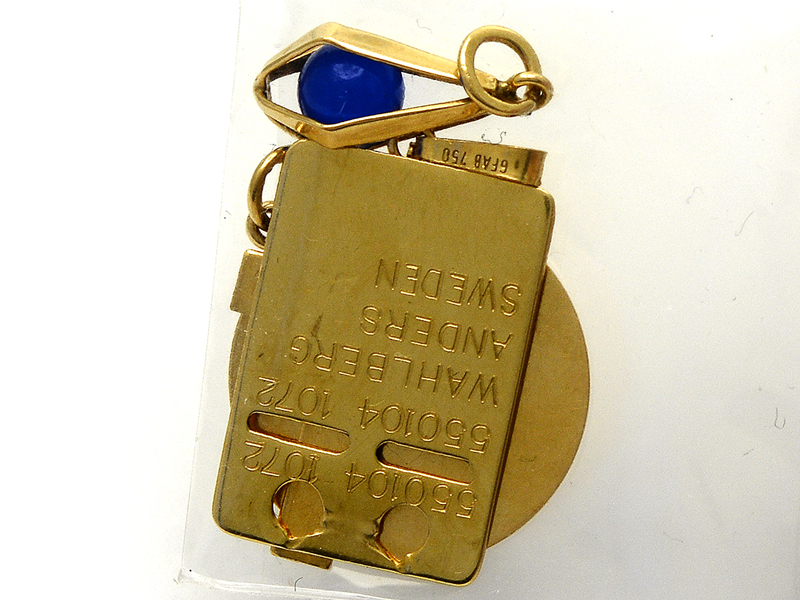 GFAB 750
550104 1072
550104 1072
WAHLBERG
ANDERS
SWEDEN